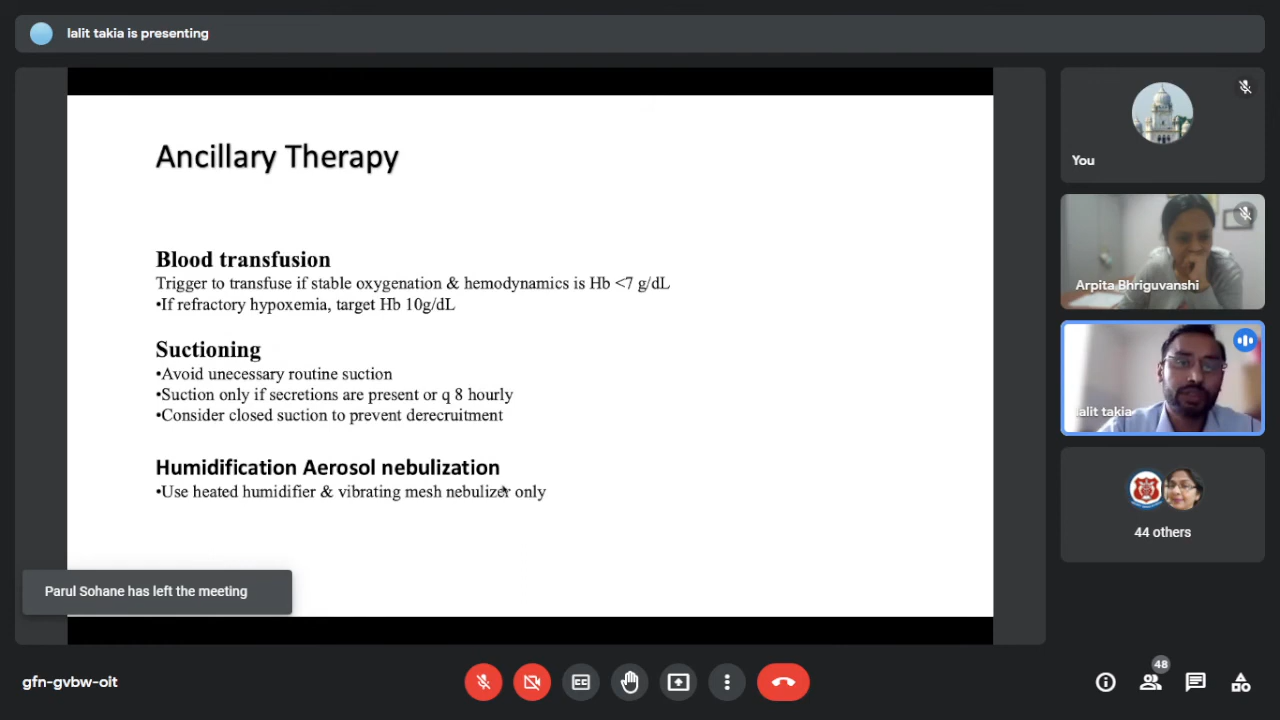 lalit takia is presenting
Ancillary Therapy
Blood transfusion
Trigger to transfuse if stable oxygenation & hemodynamics is Hb <7 g/dL
•If refractory hypoxemia, target Hb 10g/dL
Suctioning
•Avoid unecessary routine suction
•Suction only if secretions are present or q 8 hourly
•Consider closed suction to prevent derecruitment
Humidification Aerosol nebulization
•Use heated humidifier & vibrating mesh nebulizer only
Parul Sohane has left the meeting
You
Arpita Bhriguvanshi
lalit takia
44 others
gfn-gvbw-oit
CC
48